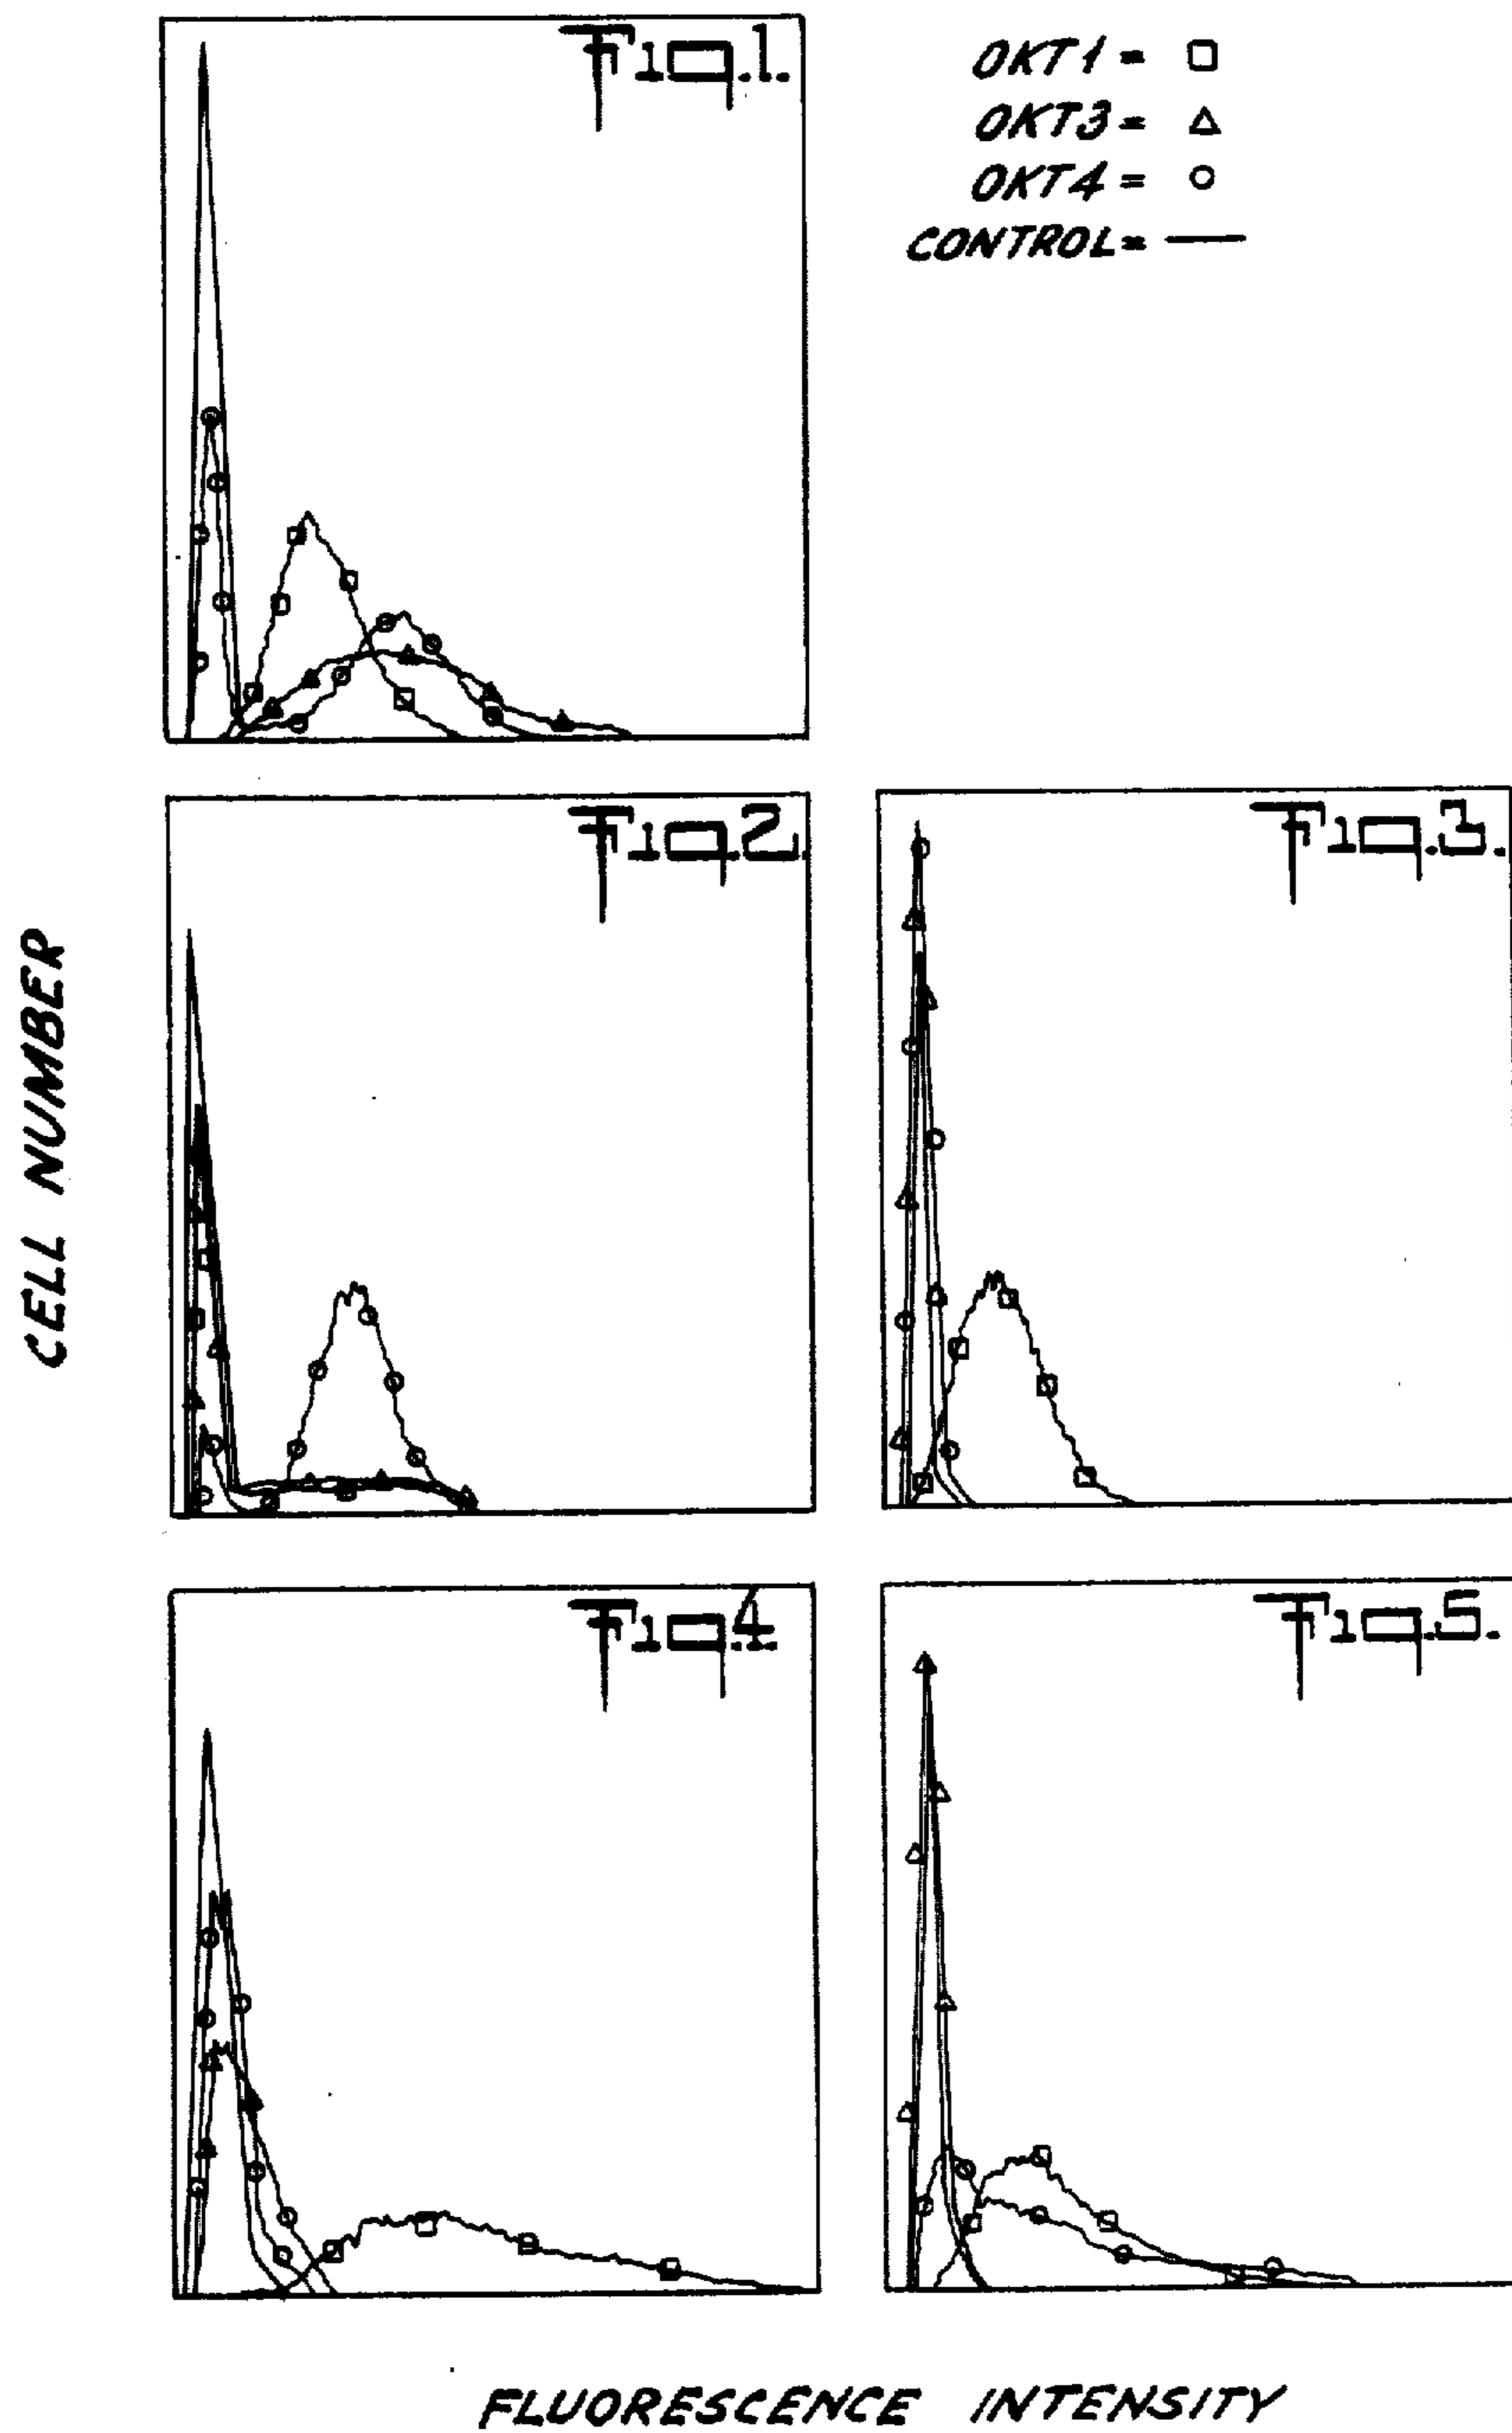 Fig.1.
OKT1 = □
OKT3 = △
OKT4 = ○
CONTROL = —
Fig.2.
Fig.3.
CELL NUMBER
Fig.4.
Fig.5.
FLUORESCENCE INTENSITY